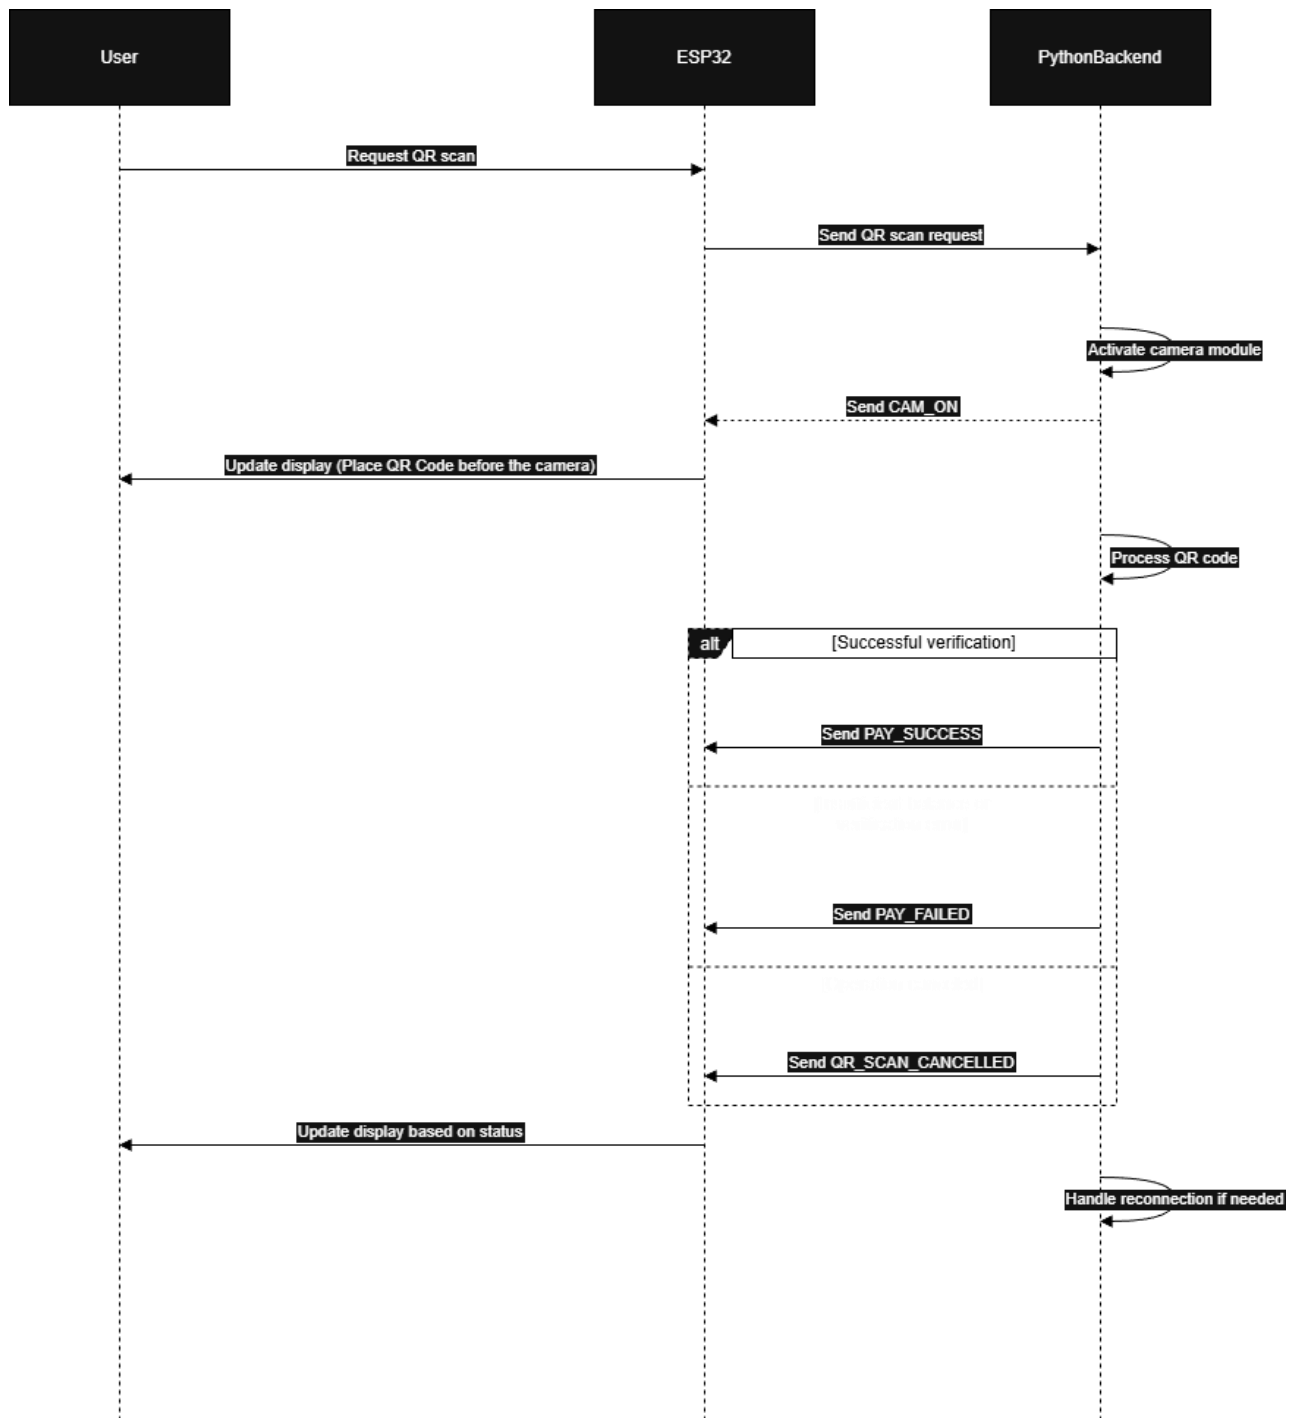 User
ESP32
PythonBackend
Request QR scan
Send QR scan request
Activate camera module
Send CAM_ON
Update display (Place QR Code before the camera)
Process QR code
alt
[Successful verification]
Send PAY_SUCCESS
Send PAY_FAILED
Send QR_SCAN_CANCELLED
Update display based on status
Handle reconnection if needed